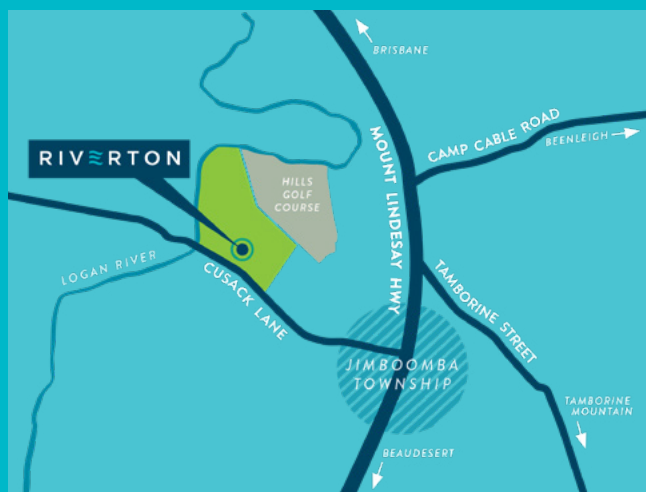 BRISBANE
CAMP CABLE ROAD
BEENLEIGH
MOUNT LINDESAY HWY
RIVERTON
HILLS
GOLF
COURSE
LOGAN RIVER
CUSACK LANE
TAMBORINE STREET
JIMBOOMBA
TOWNSHIP
TAMBORINE
MOUNTAIN
BEAUDESERT